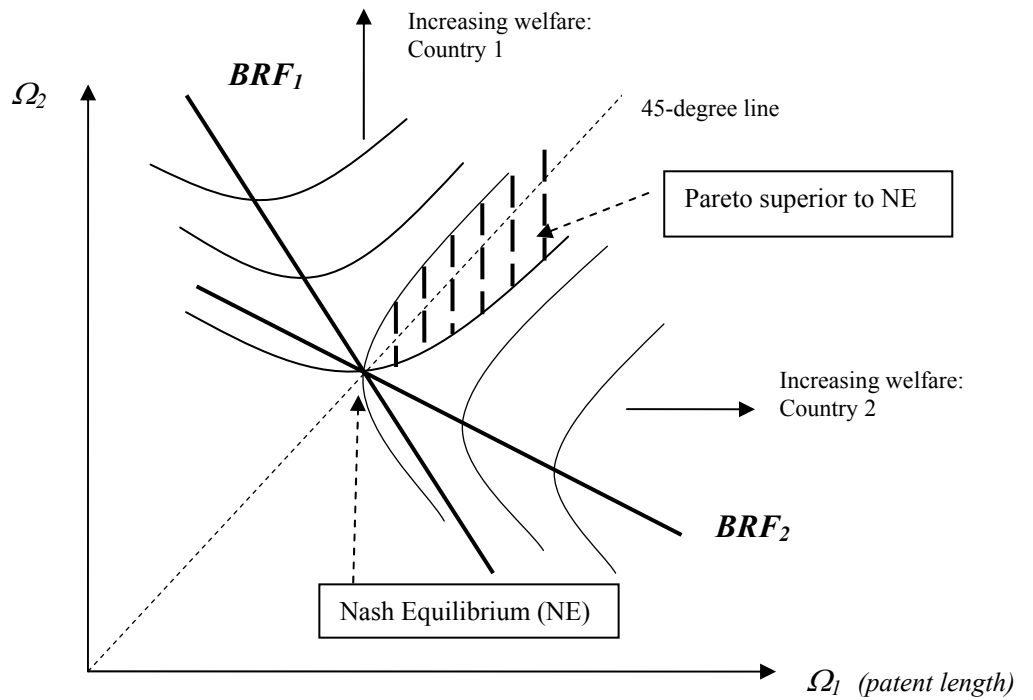 Increasing welfare:
Country 1
BRF₁
Ω₂
45-degree line
Pareto superior to NE
Increasing welfare:
Country 2
BRF₂
Nash Equilibrium (NE)
Ω₁ (patent length)